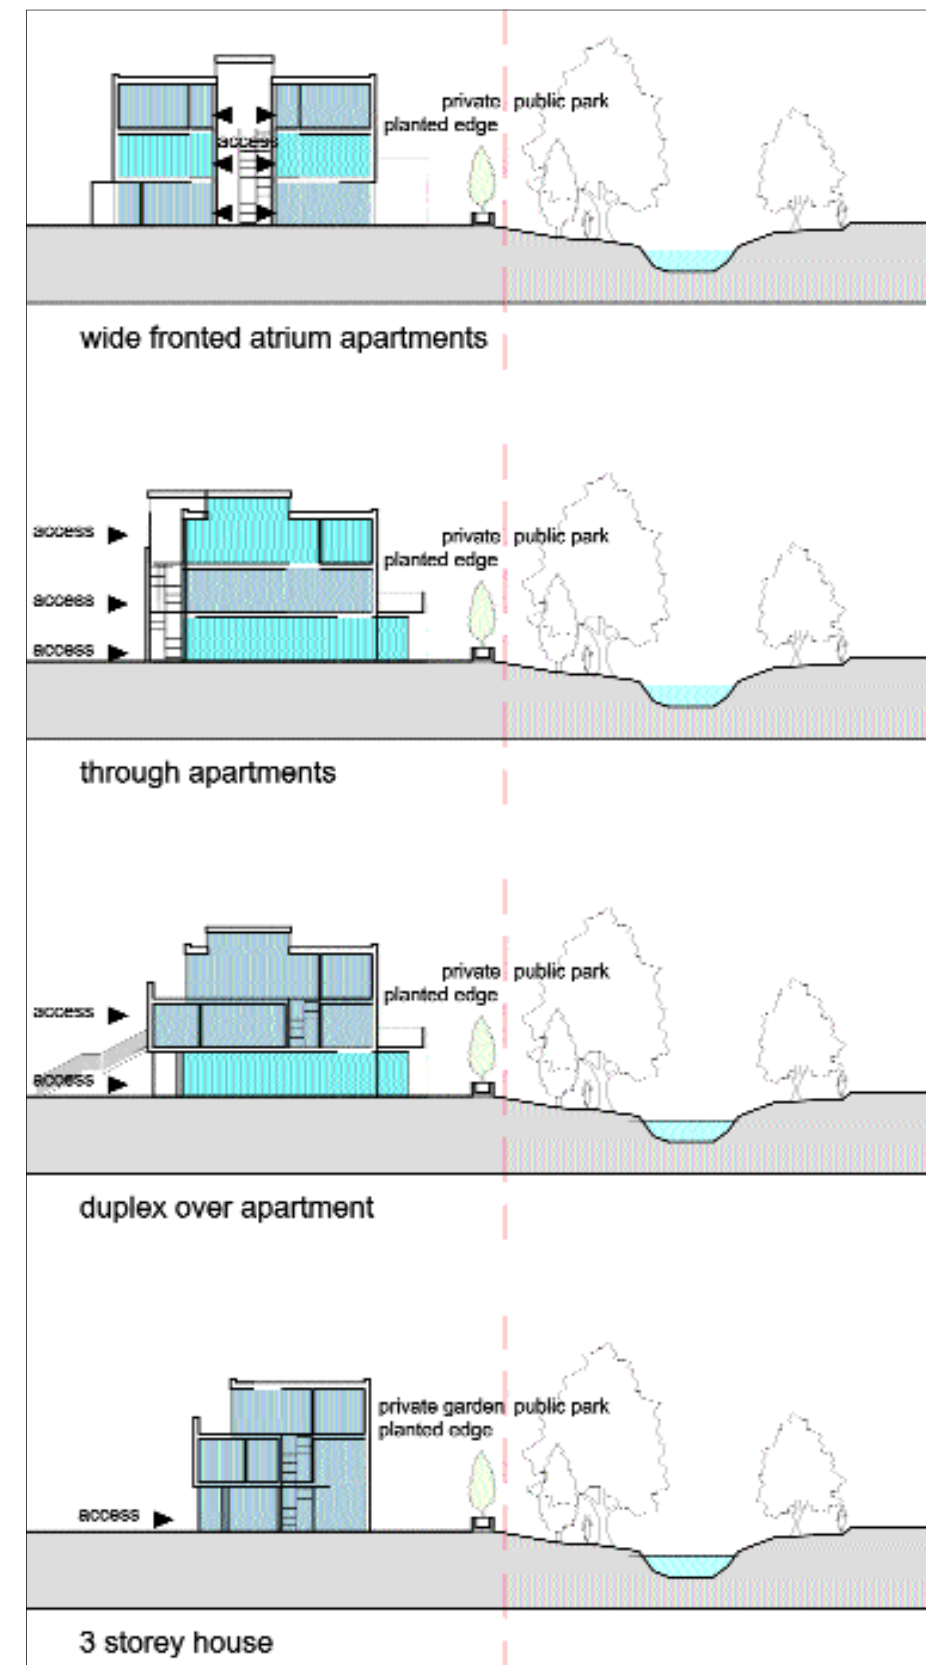 private public park
planted edge
access
wide fronted atrium apartments
access
private public park
planted edge
access
access
through apartments
private public park
planted edge
access
access
duplex over apartment
private garden public park
planted edge
access
3 storey house